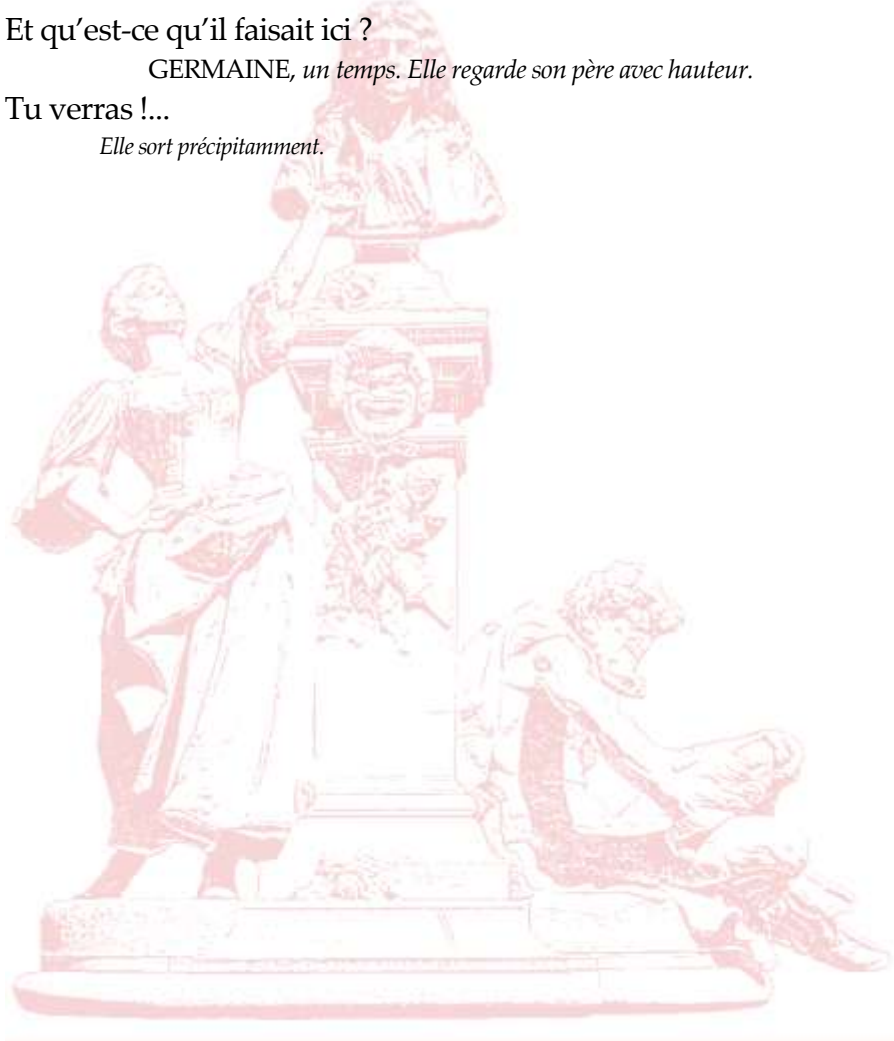 Et qu’est-ce qu’il faisait ici ?
GERMAINE, un temps. Elle regarde son père avec hauteur.
Tu verras !...
Elle sort précipitamment.